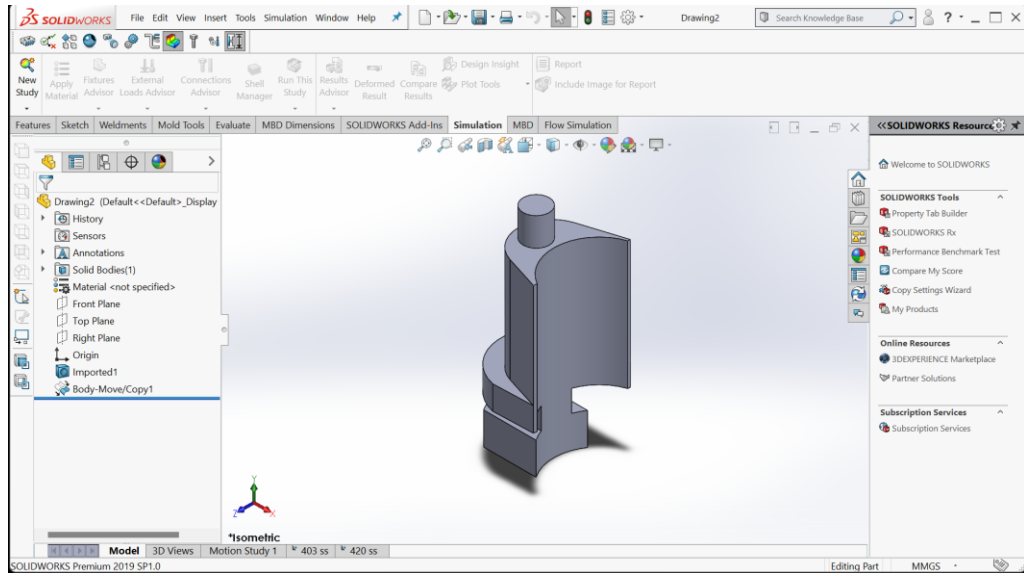 SOLIDWORKS File Edit View Insert Tools Simulation Window Help Drawing2 Search Knowledge Base ?
New Study
Apply Material
Fixtures Advisor
External Loads Advisor
Connections Advisor
Shell Manager
Run This Study
Results Advisor
Deformed Result
Compare Results
Design Insight
Plot Tools
Report
Include Image for Report
Features Sketch Weldments Mold Tools Evaluate MBD Dimensions SOLIDWORKS Add-Ins Simulation MBD Flow Simulation
Drawing2 (Default<<Default>_Display
History
Sensors
Annotations
Solid Bodies(1)
Material <not specified>
Front Plane
Top Plane
Right Plane
Origin
Imported1
Body-Move/Copy1
Y
Z X
*Isometric
Model 3D Views Motion Study 1 403 ss 420 ss
SOLIDWORKS Premium 2019 SP1.0 Editing Part MMGS
SOLIDWORKS Resourc
Welcome to SOLIDWORKS
SOLIDWORKS Tools
Property Tab Builder
SOLIDWORKS Rx
Performance Benchmark Test
Compare My Score
Copy Settings Wizard
My Products
Online Resources
3DEXPERIENCE Marketplace
Partner Solutions
Subscription Services
Subscription Services